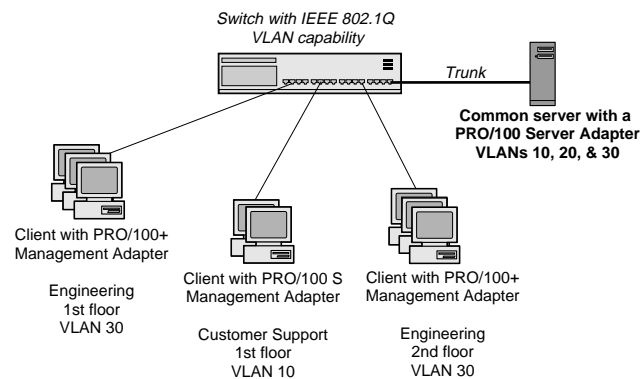 Switch with IEEE 802.1Q
VLAN capability
Trunk
Common server with a
PRO/100 Server Adapter
VLANs 10, 20, & 30
Client with PRO/100+
Management Adapter
Engineering
1st floor
VLAN 30
Client with PRO/100 S
Management Adapter
Customer Support
1st floor
VLAN 10
Client with PRO/100+
Management Adapter
Engineering
2nd floor
VLAN 30